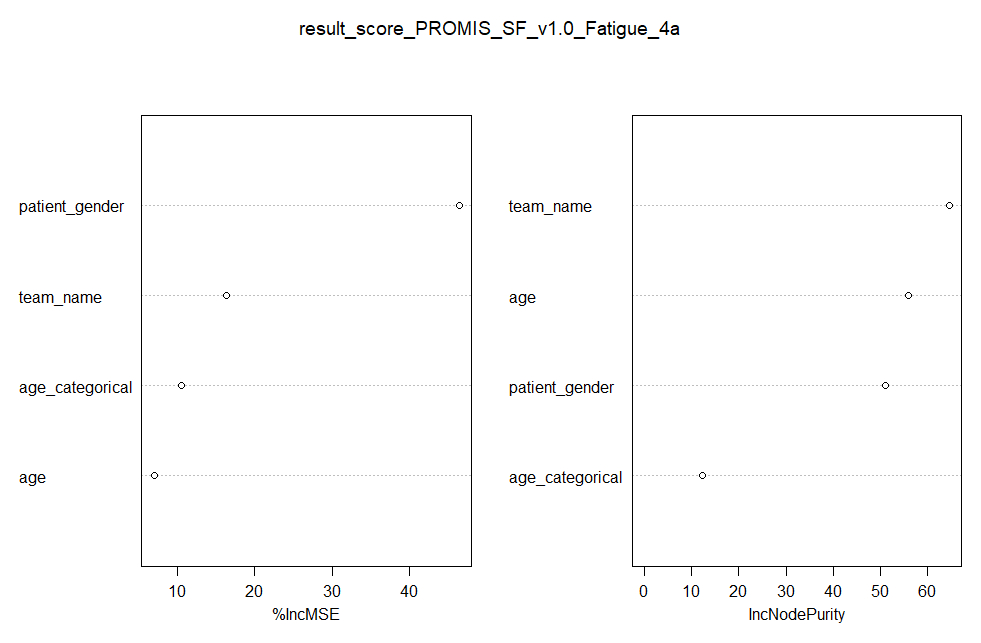 result_score_PROMIS_SF_v1.0_Fatigue_4a
patient_gender
team_name
age_categorical
age
10 20 30 40
%IncMSE
team_name
age
patient_gender
age_categorical
0 10 20 30 40 50 60
IncNodePurity